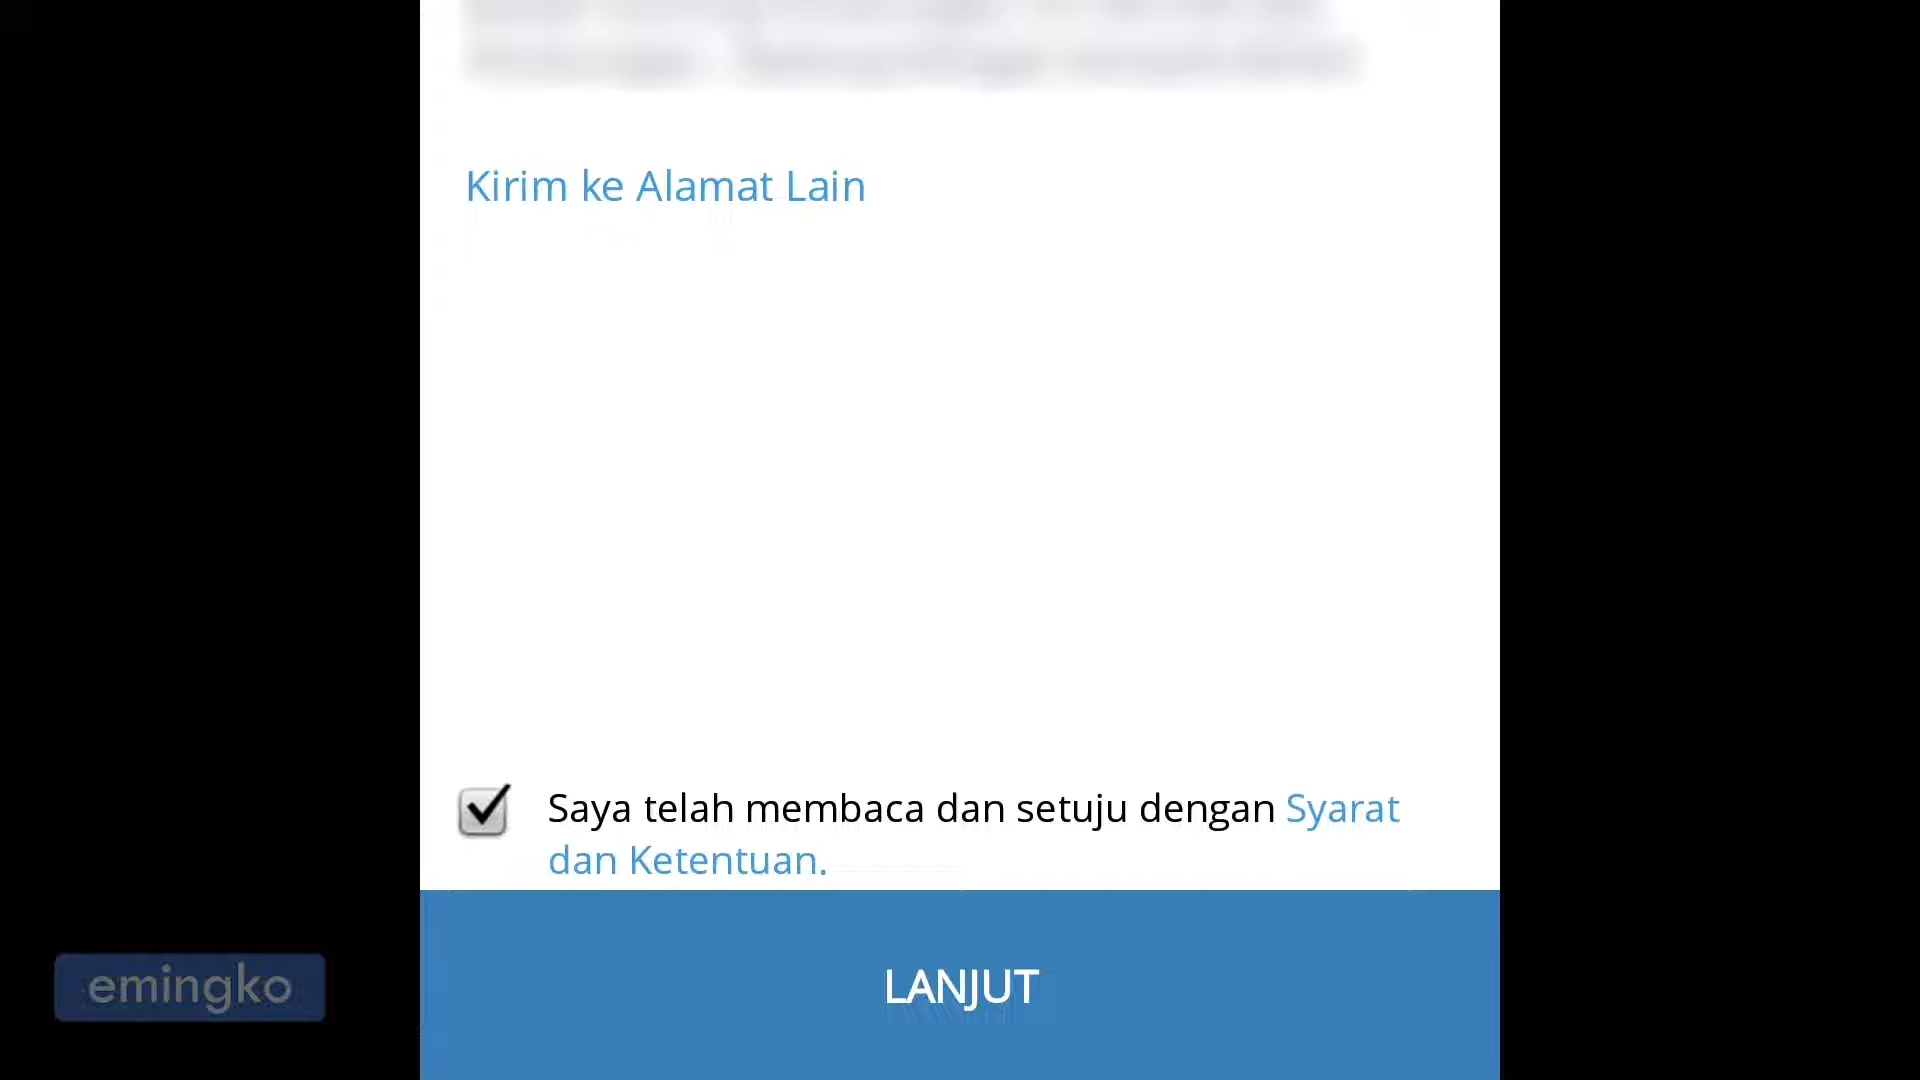 Kirim ke Alamat Lain
Saya telah membaca dan setuju dengan Syarat
dan Ketentuan.
LANJUT
emingko